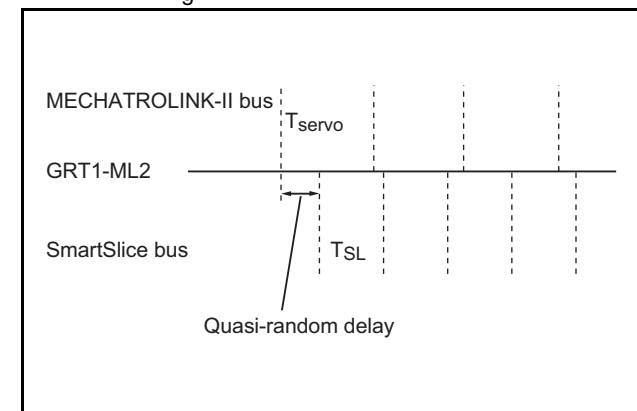 MECHATROLINK-II bus
Tservo
GRT1-ML2
SmartSlice bus
TSL
Quasi-random delay